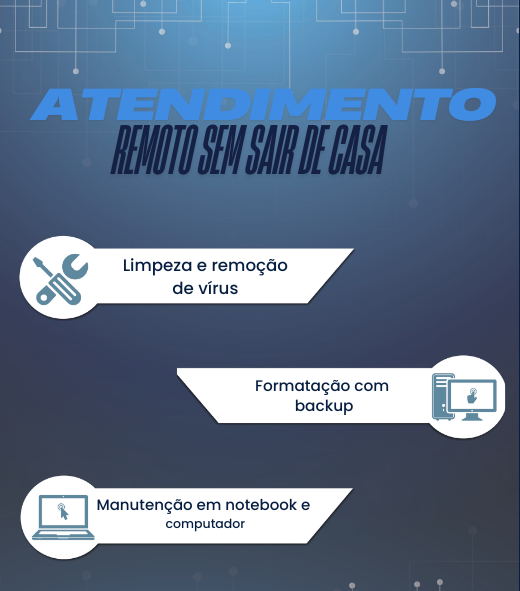 ATENDIMENTO
REMOTO SEM SAIR DE CASA
Limpeza e remoção
de vírus
Formatação com
backup
Manutenção em notebook e
computador